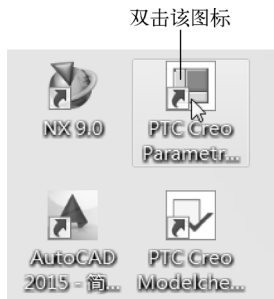 双击该图标
NX 9.0
PTC Creo
Parametr...
AutoCAD
2015 - 简...
PTC Creo
Modelche...